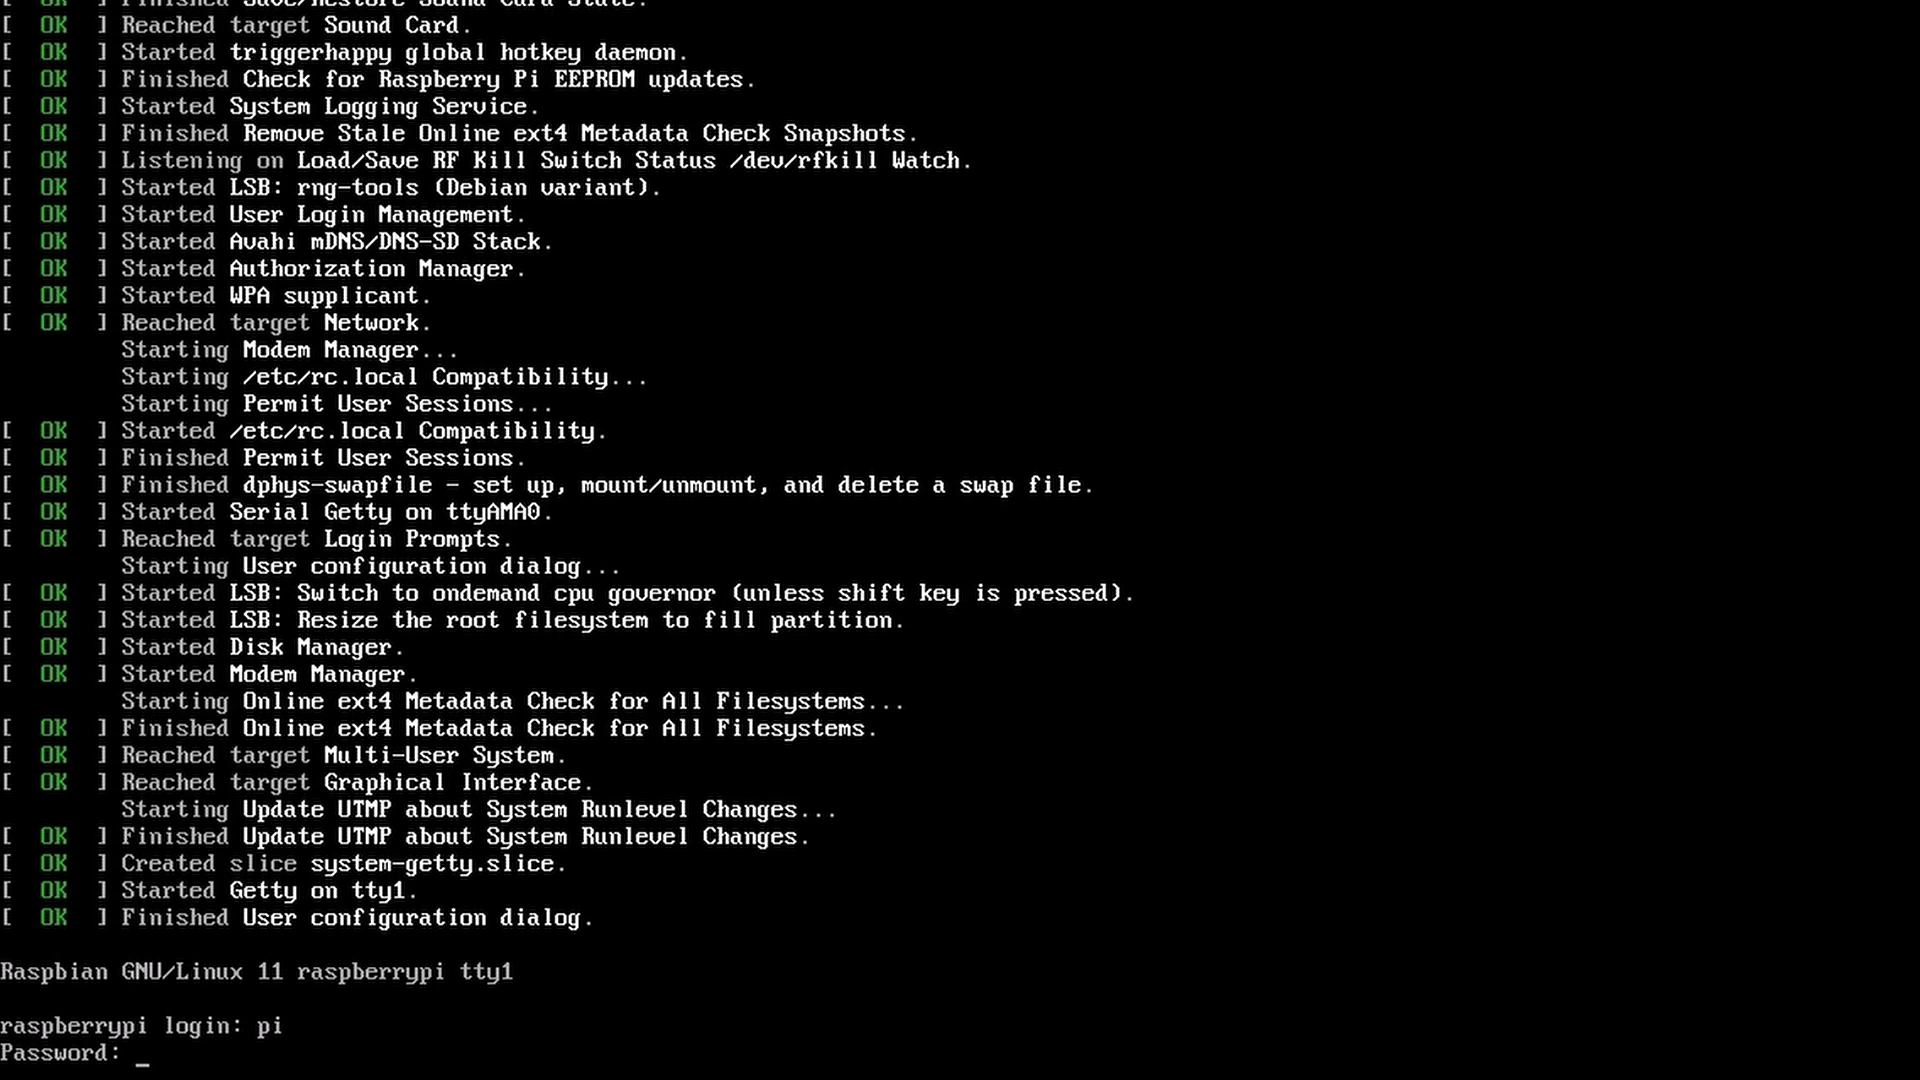 [  OK  ] Finished Save/Restore Sound Card State.
[  OK  ] Reached target Sound Card.
[  OK  ] Started triggerhappy global hotkey daemon.
[  OK  ] Finished Check for Raspberry Pi EEPROM updates.
[  OK  ] Started System Logging Service.
[  OK  ] Finished Remove Stale Online ext4 Metadata Check Snapshots.
[  OK  ] Listening on Load/Save RF Kill Switch Status /dev/rfkill Watch.
[  OK  ] Started LSB: rng-tools (Debian variant).
[  OK  ] Started User Login Management.
[  OK  ] Started Avahi mDNS/DNS-SD Stack.
[  OK  ] Started Authorization Manager.
[  OK  ] Started WPA supplicant.
[  OK  ] Reached target Network.
         Starting Modem Manager...
         Starting /etc/rc.local Compatibility...
         Starting Permit User Sessions...
[  OK  ] Started /etc/rc.local Compatibility.
[  OK  ] Finished Permit User Sessions.
[  OK  ] Finished dphys-swapfile - set up, mount/unmount, and delete a swap file.
[  OK  ] Started Serial Getty on ttyAMA0.
[  OK  ] Reached target Login Prompts.
         Starting User configuration dialog...
[  OK  ] Started LSB: Switch to ondemand cpu governor (unless shift key is pressed).
[  OK  ] Started LSB: Resize the root filesystem to fill partition.
[  OK  ] Started Disk Manager.
[  OK  ] Started Modem Manager.
         Starting Online ext4 Metadata Check for All Filesystems...
[  OK  ] Finished Online ext4 Metadata Check for All Filesystems.
[  OK  ] Reached target Multi-User System.
[  OK  ] Reached target Graphical Interface.
         Starting Update UTMP about System Runlevel Changes...
[  OK  ] Finished Update UTMP about System Runlevel Changes.
[  OK  ] Created slice system-getty.slice.
[  OK  ] Started Getty on tty1.
[  OK  ] Finished User configuration dialog.
Raspbian GNU/Linux 11 raspberrypi tty1
raspberrypi login: pi
Password: _